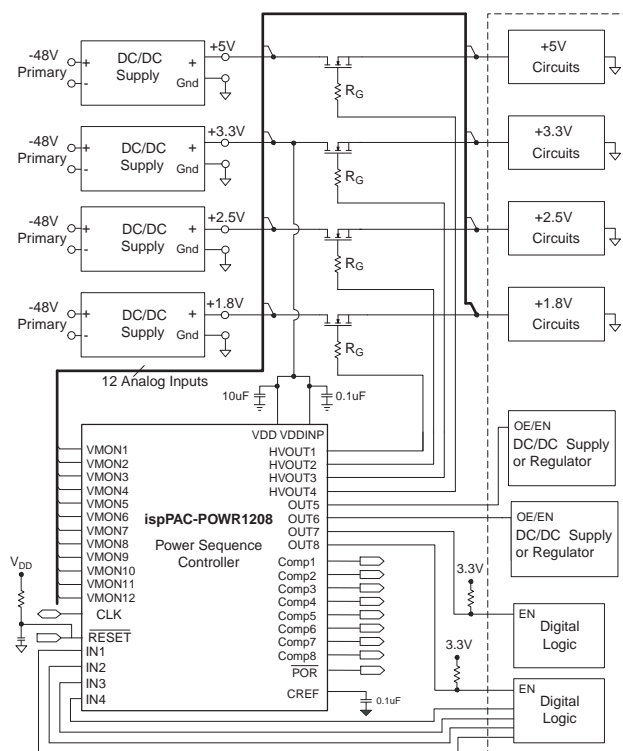 -48V
Primary
+
-
DC/DC
Supply
+
Gnd
+5V
RG
+5V
Circuits
-48V
Primary
+
-
DC/DC
Supply
+
Gnd
+3.3V
RG
+3.3V
Circuits
-48V
Primary
+
-
DC/DC
Supply
+
Gnd
+2.5V
RG
+2.5V
Circuits
-48V
Primary
+
-
DC/DC
Supply
+
Gnd
+1.8V
RG
+1.8V
Circuits
12 Analog Inputs
10uF
0.1uF
VDD VDDINP
VMON1
VMON2
VMON3
VMON4
VMON5
VMON6
VMON7
VMON8
VMON9
VMON10
VMON11
VMON12
CLK
RESET
IN1
IN2
IN3
IN4
VDD
ispPAC-POWR1208
Power Sequence
Controller
HVOUT1
HVOUT2
HVOUT3
HVOUT4
OUT5
OUT6
OUT7
OUT8
Comp1
Comp2
Comp3
Comp4
Comp5
Comp6
Comp7
Comp8
POR
CREF
0.1uF
OE/EN
DC/DC Supply
or Regulator
OE/EN
DC/DC Supply
or Regulator
3.3V
EN
Digital
Logic
3.3V
EN
Digital
Logic